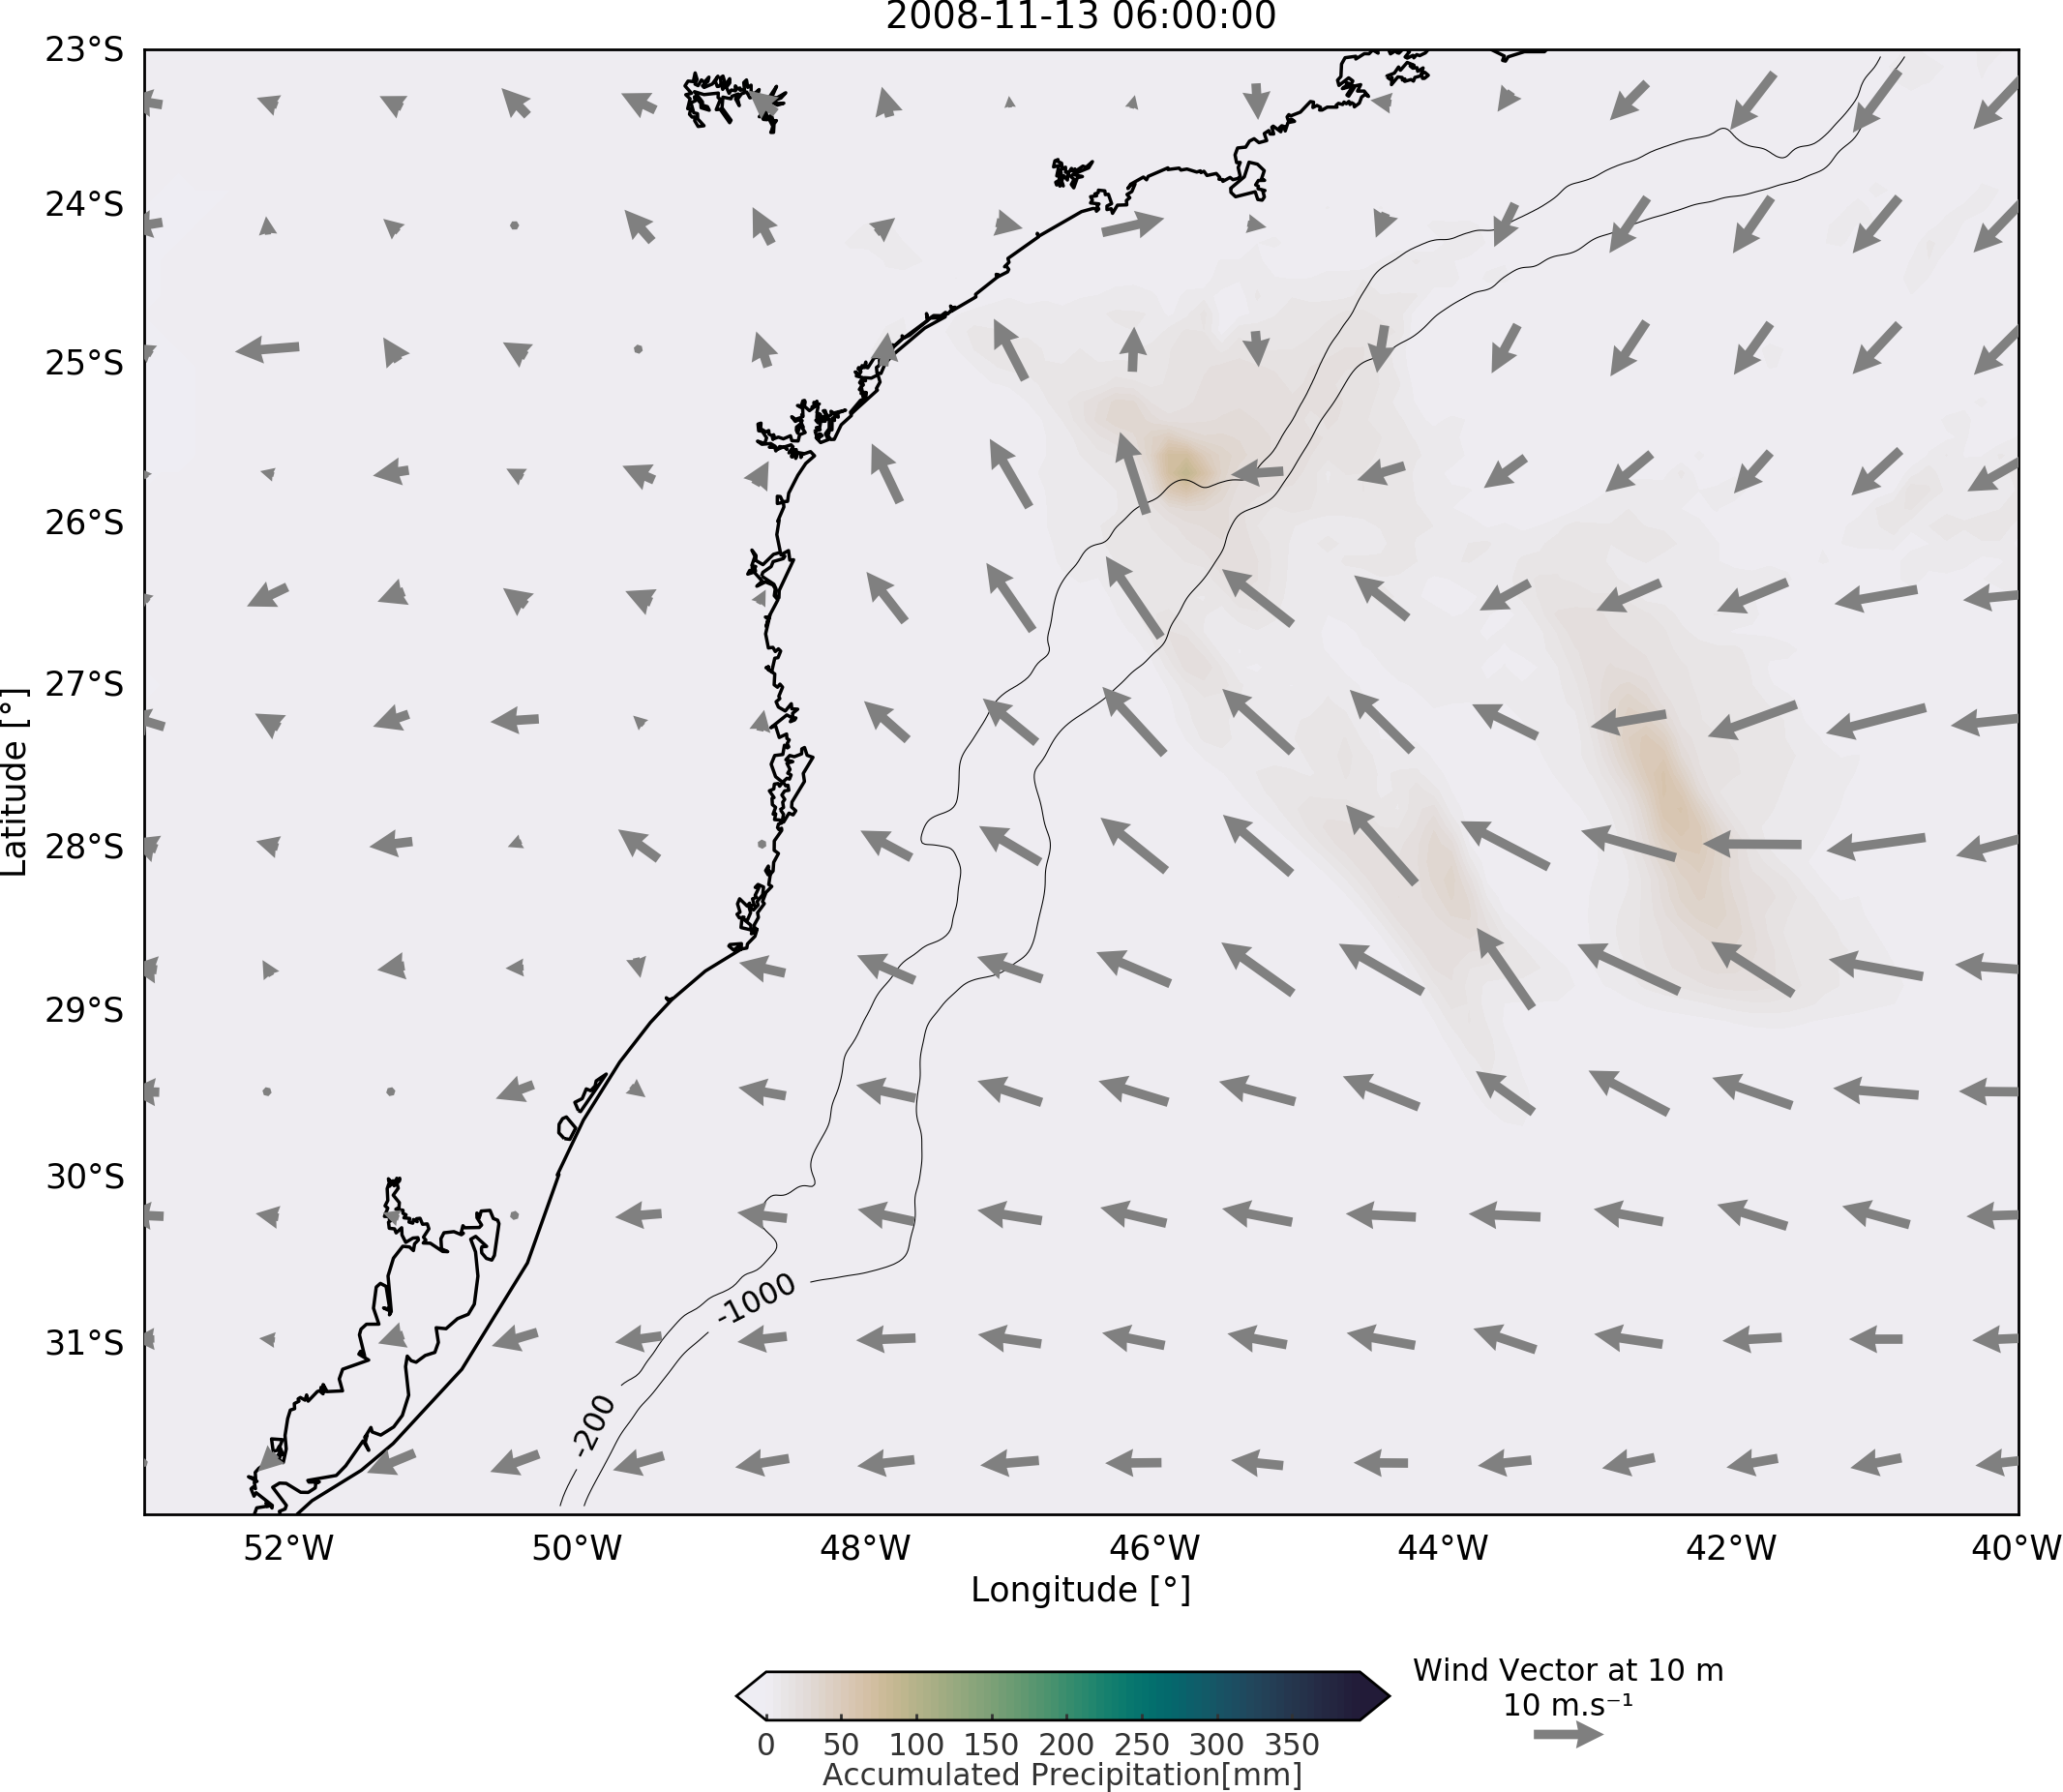 2008-11-13 06:00:00
23°S
24°S
25°S
26°S
27°S
28°S
29°S
30°S
31°S
Latitude [°]
-1000
-200
52°W
50°W
48°W
46°W
44°W
42°W
40°W
Longitude [°]
Wind Vector at 10 m
10 m.s⁻¹
0
50
100
150
200
250
300
350
Accumulated Precipitation[mm]